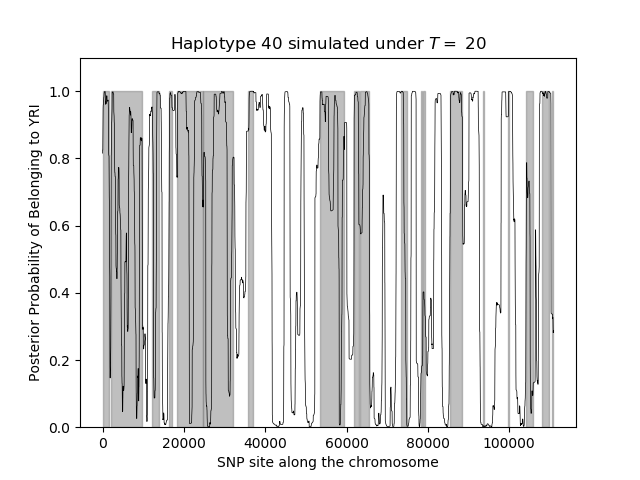 Haplotype 40 simulated under T = 20
Posterior Probability of Belonging to YRI
1.0
0.8
0.6
0.4
0.2
0.0
0 20000 40000 60000 80000 100000
SNP site along the chromosome